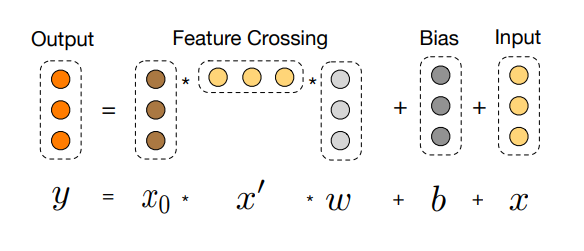 Output Feature Crossing Bias Input
= * * + +
y = x₀ * x′ * w + b + x